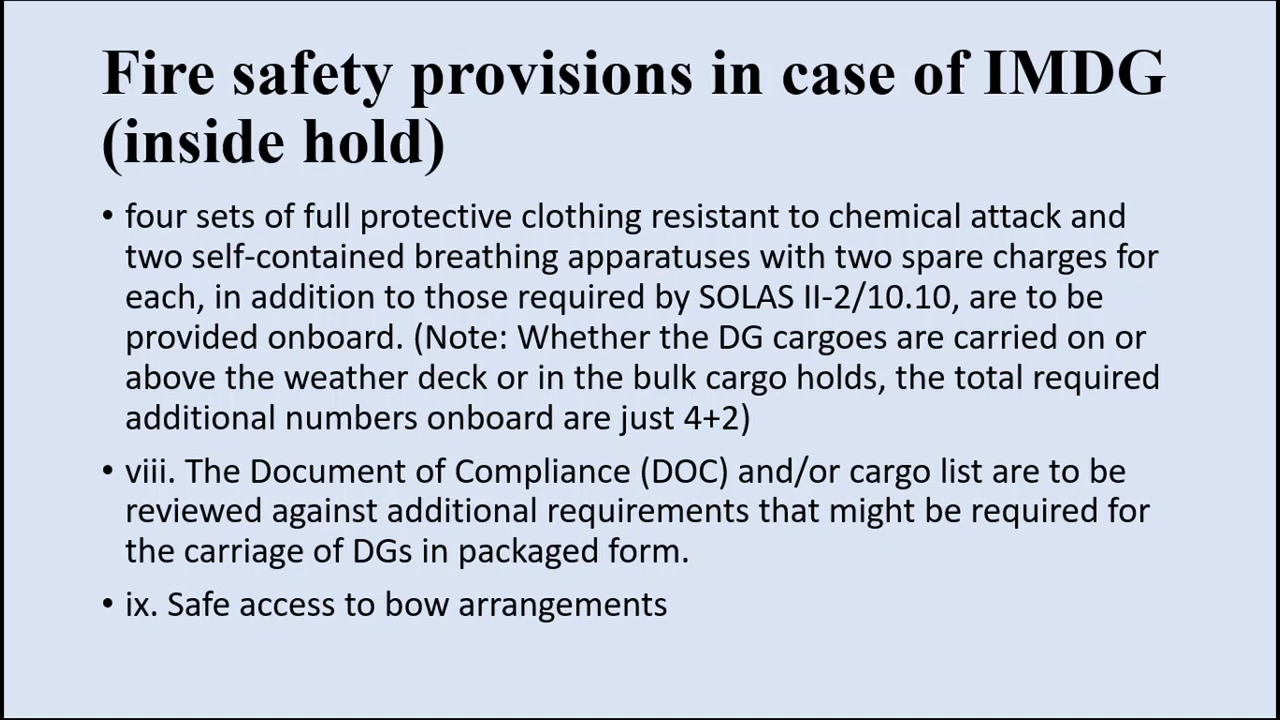 Fire safety provisions in case of IMDG
(inside hold)
• four sets of full protective clothing resistant to chemical attack and
two self-contained breathing apparatuses with two spare charges for
each, in addition to those required by SOLAS II-2/10.10, are to be
provided onboard. (Note: Whether the DG cargoes are carried on or
above the weather deck or in the bulk cargo holds, the total required
additional numbers onboard are just 4+2)
• viii. The Document of Compliance (DOC) and/or cargo list are to be
reviewed against additional requirements that might be required for
the carriage of DGs in packaged form.
• ix. Safe access to bow arrangements